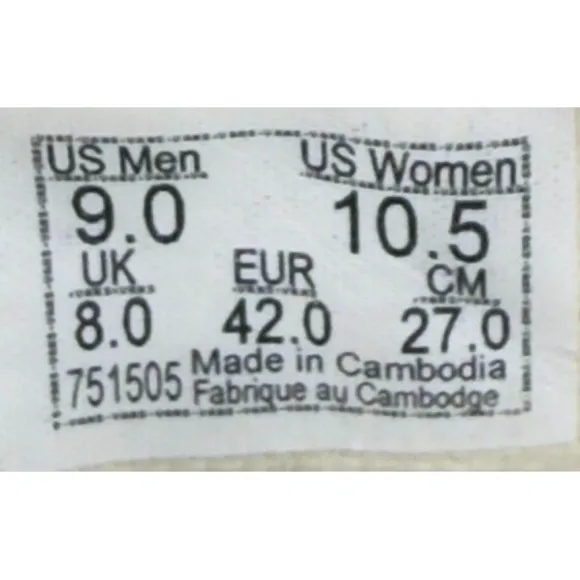 US Men US Women
9.0 10.5
UK EUR CM
8.0 42.0 27.0
751505 Made in Cambodia
Fabrique au Cambodge